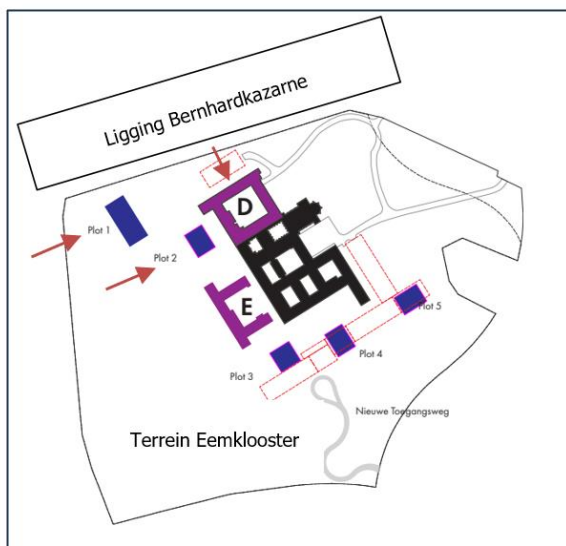 Ligging Bernhardkazarne
D
Plot 1
Plot 2
E
Plot 5
Plot 4
Plot 3
Nieuwe Toegangsweg
Terrein Eemklooster